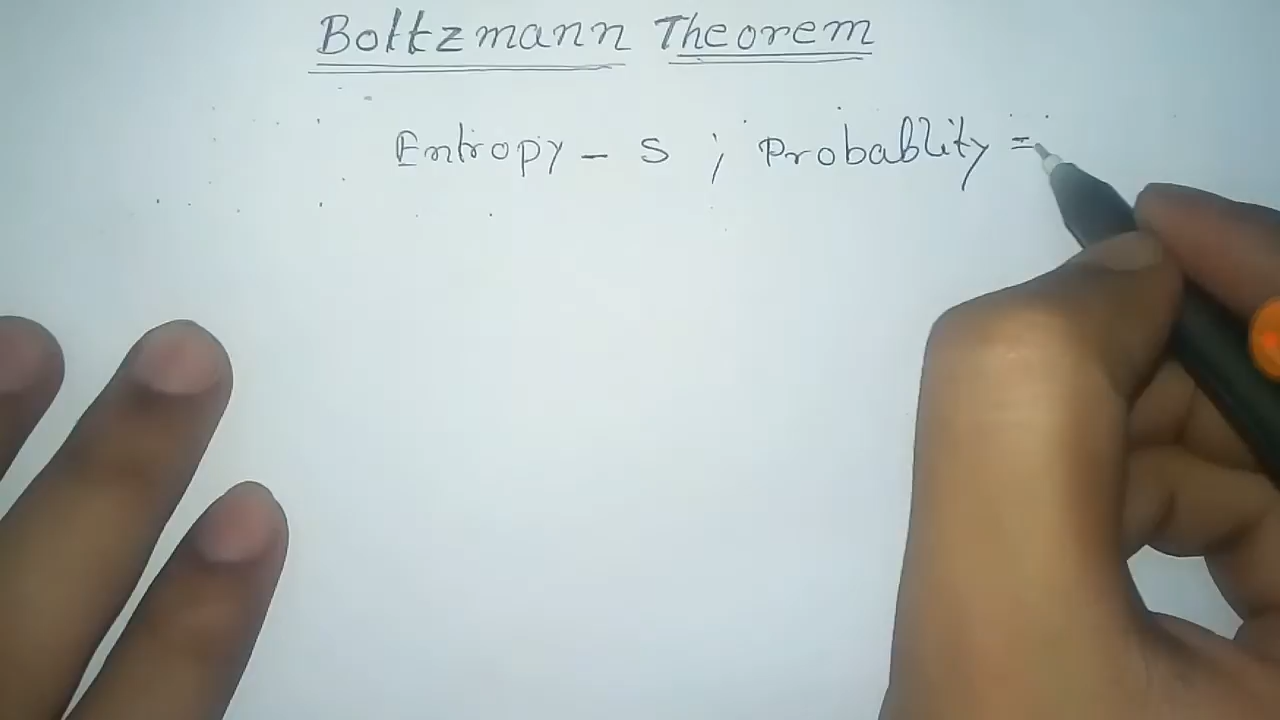 Boltzmann Theorem
Entropy - S ; Probablity =